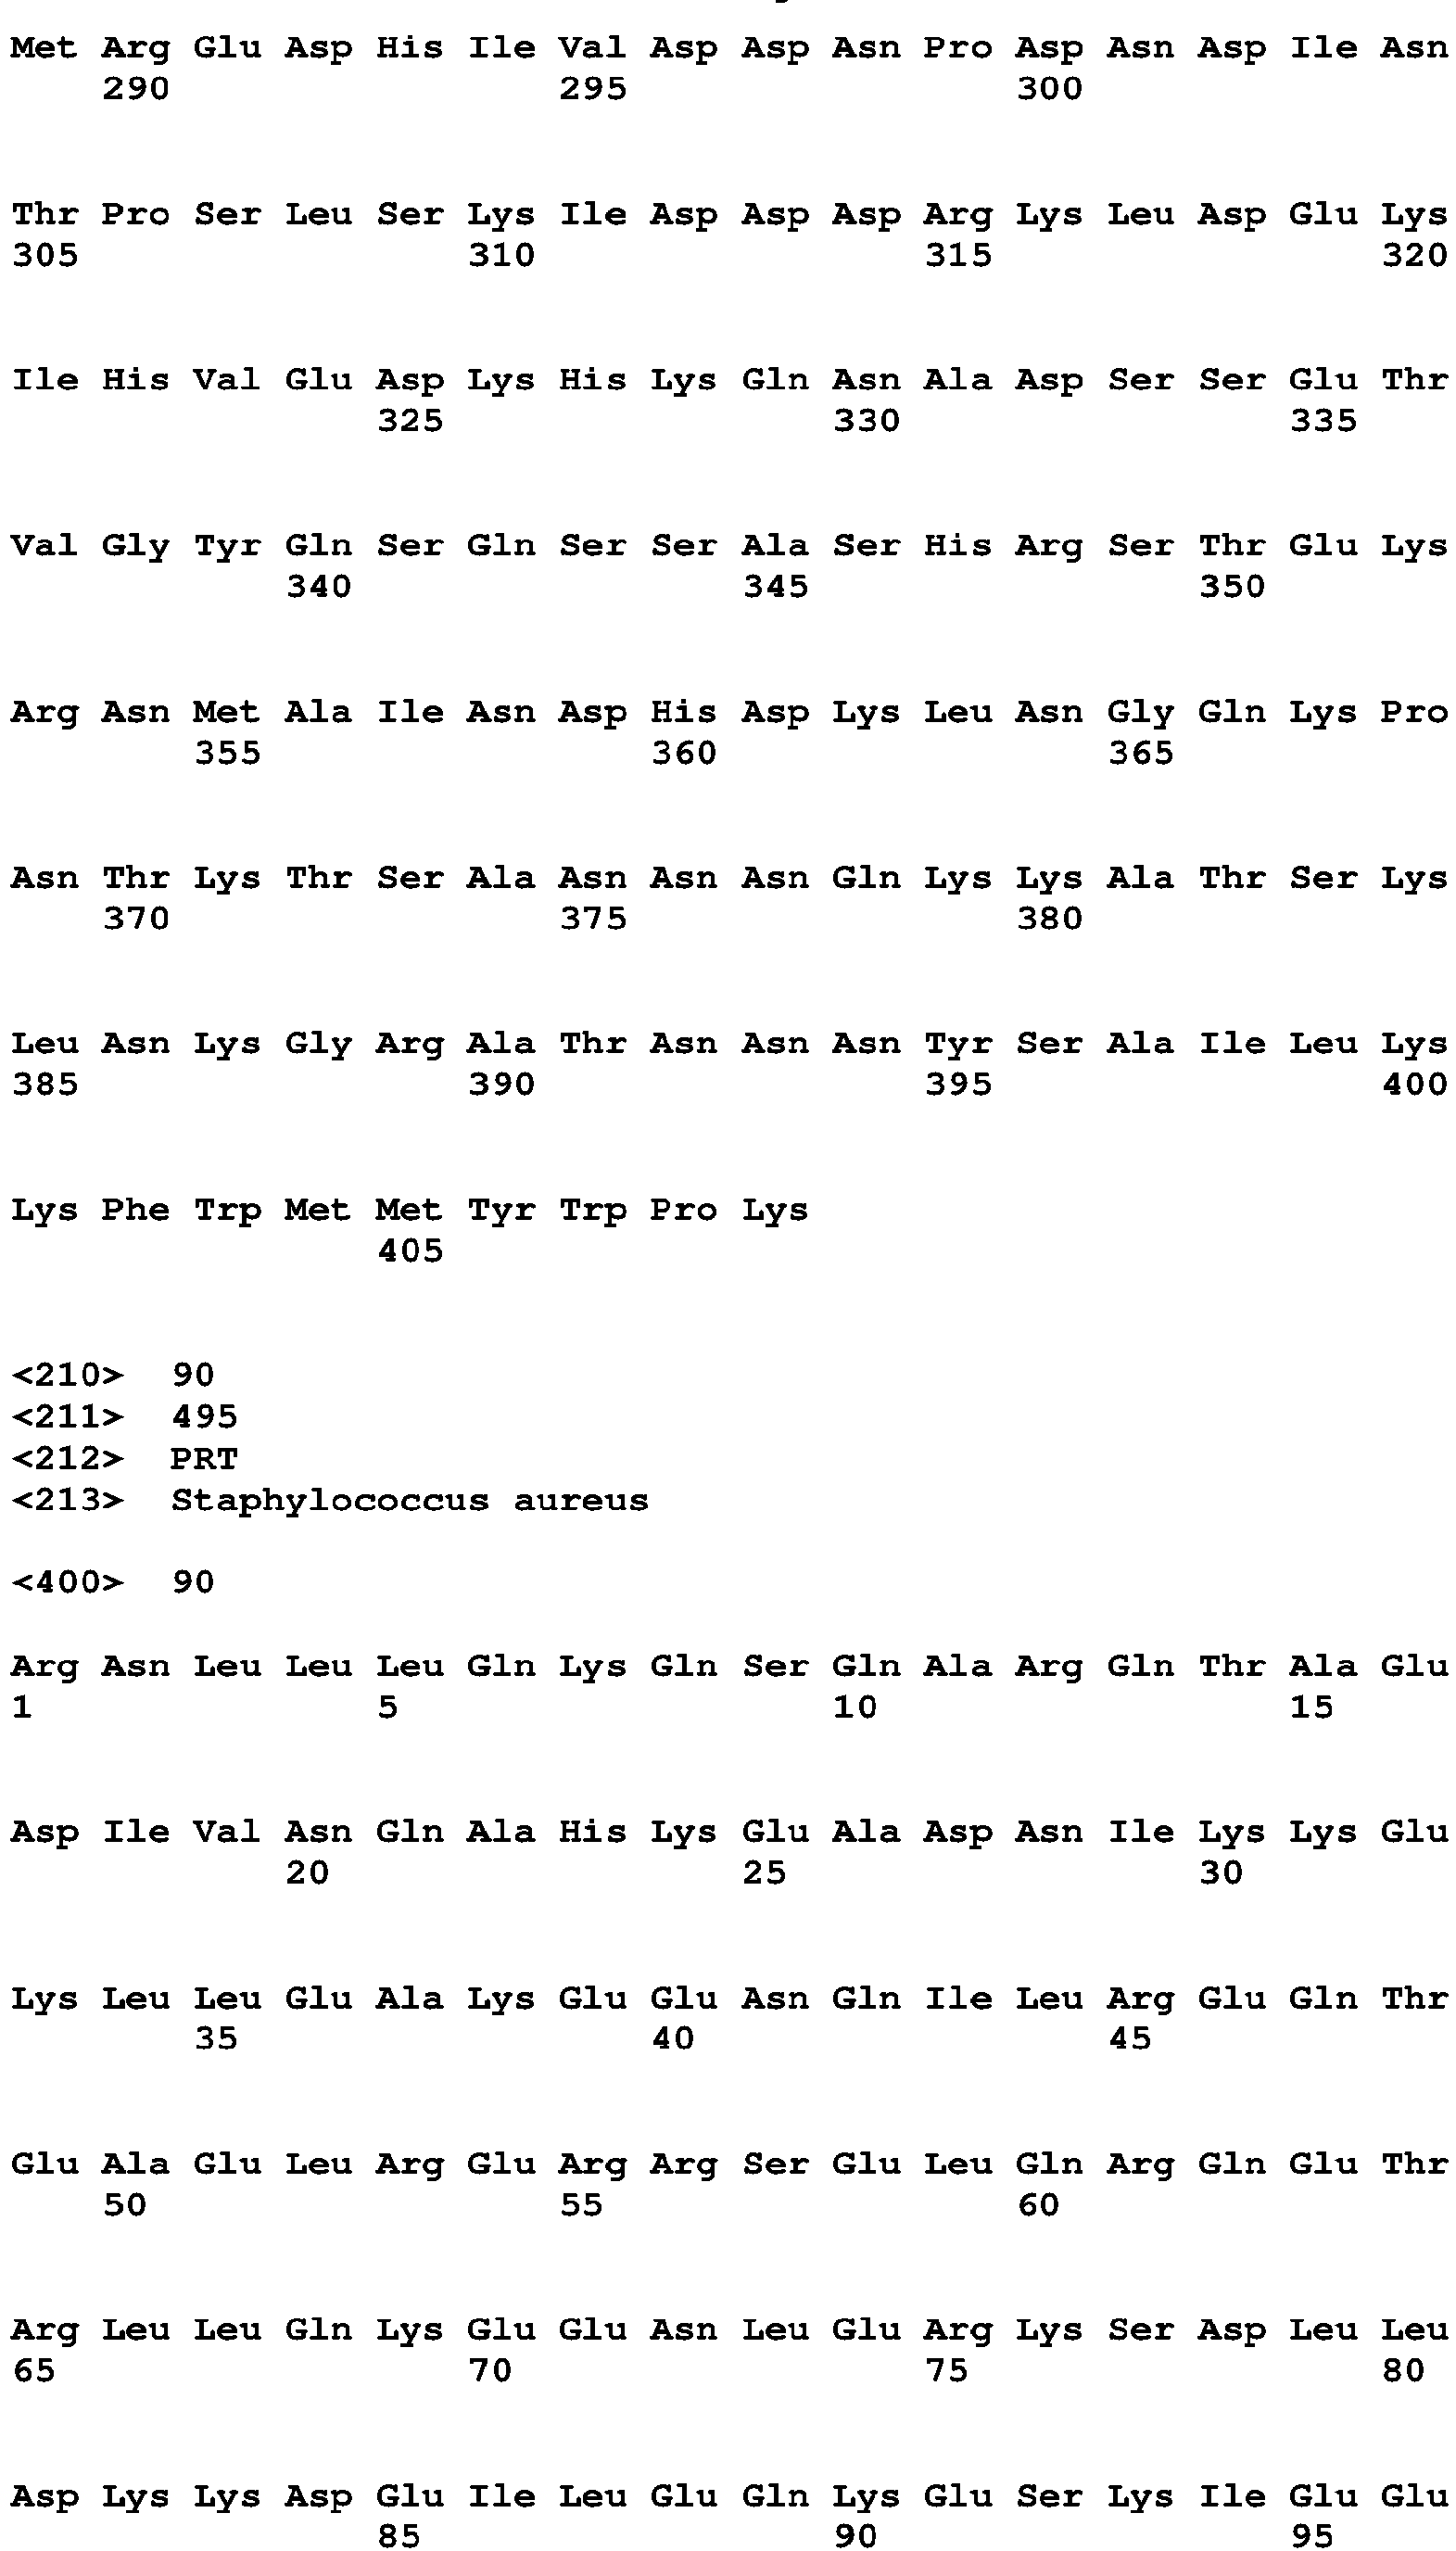 Met Arg Glu Asp His Ile Val Asp Asp Asn Pro Asp Asn Asp Ile Asn
290 295 300
Thr Pro Ser Leu Ser Lys Ile Asp Asp Asp Arg Lys Leu Asp Glu Lys
305 310 315 320
Ile His Val Glu Asp Lys His Lys Gln Asn Ala Asp Ser Ser Glu Thr
325 330 335
Val Gly Tyr Gln Ser Gln Ser Ser Ala Ser His Arg Ser Thr Glu Lys
340 345 350
Arg Asn Met Ala Ile Asn Asp His Asp Lys Leu Asn Gly Gln Lys Pro
355 360 365
Asn Thr Lys Thr Ser Ala Asn Asn Asn Gln Lys Lys Ala Thr Ser Lys
370 375 380
Leu Asn Lys Gly Arg Ala Thr Asn Asn Asn Tyr Ser Ala Ile Leu Lys
385 390 395 400
Lys Phe Trp Met Met Tyr Trp Pro Lys
405
<210> 90
<211> 495
<212> PRT
<213> Staphylococcus aureus
<400> 90
Arg Asn Leu Leu Leu Gln Lys Gln Ser Gln Ala Arg Gln Thr Ala Glu
1 5 10 15
Asp Ile Val Asn Gln Ala His Lys Glu Ala Asp Asn Ile Lys Lys Glu
20 25 30
Lys Leu Leu Glu Ala Lys Glu Glu Asn Gln Ile Leu Arg Glu Gln Thr
35 40 45
Glu Ala Glu Leu Arg Glu Arg Arg Ser Glu Leu Gln Arg Gln Glu Thr
50 55 60
Arg Leu Leu Gln Lys Glu Glu Asn Leu Glu Arg Lys Ser Asp Leu Leu
65 70 75 80
Asp Lys Lys Asp Glu Ile Leu Glu Gln Lys Glu Ser Lys Ile Glu Glu
85 90 95